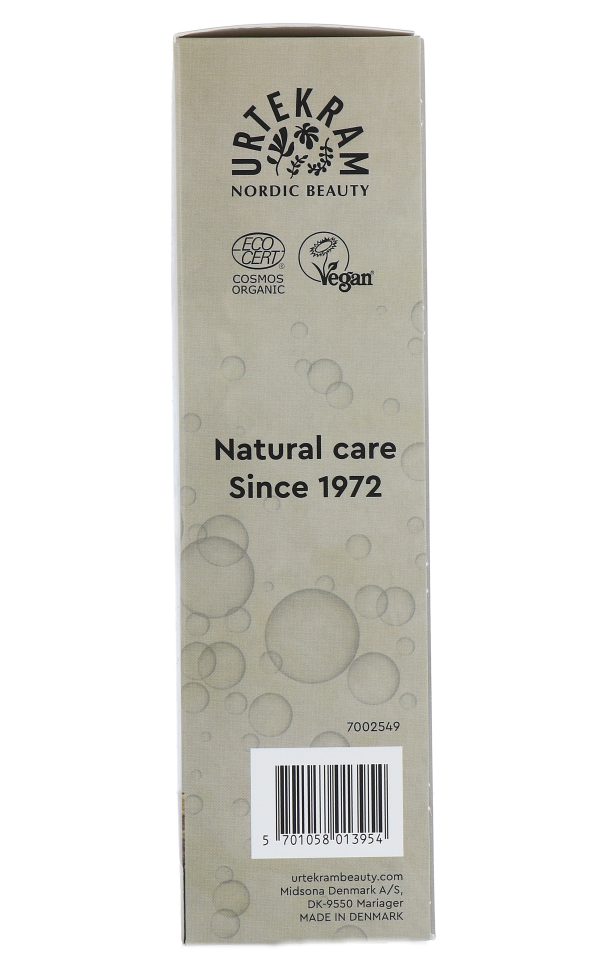 URTEKRAM
NORDIC BEAUTY
ECO
CERT®
COSMOS
ORGANIC
Vegan
Natural care
Since 1972
7002549
5 701058 013954
urtekrambeauty.com
Midsona Denmark A/S,
DK-9550 Mariager
MADE IN DENMARK